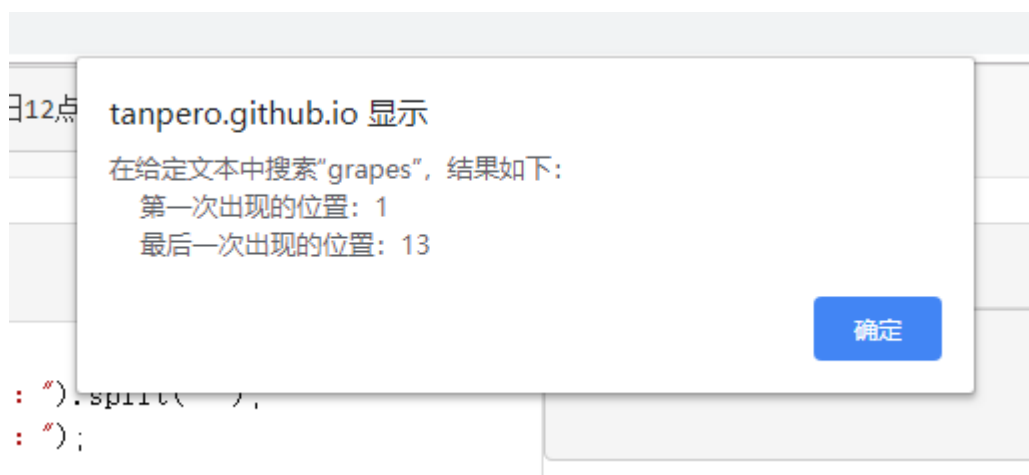 日12点
tanpero.github.io 显示
在给定文本中搜索“grapes”，结果如下：
第一次出现的位置：1
最后一次出现的位置：13
确定
: ").split(" ");
: ");